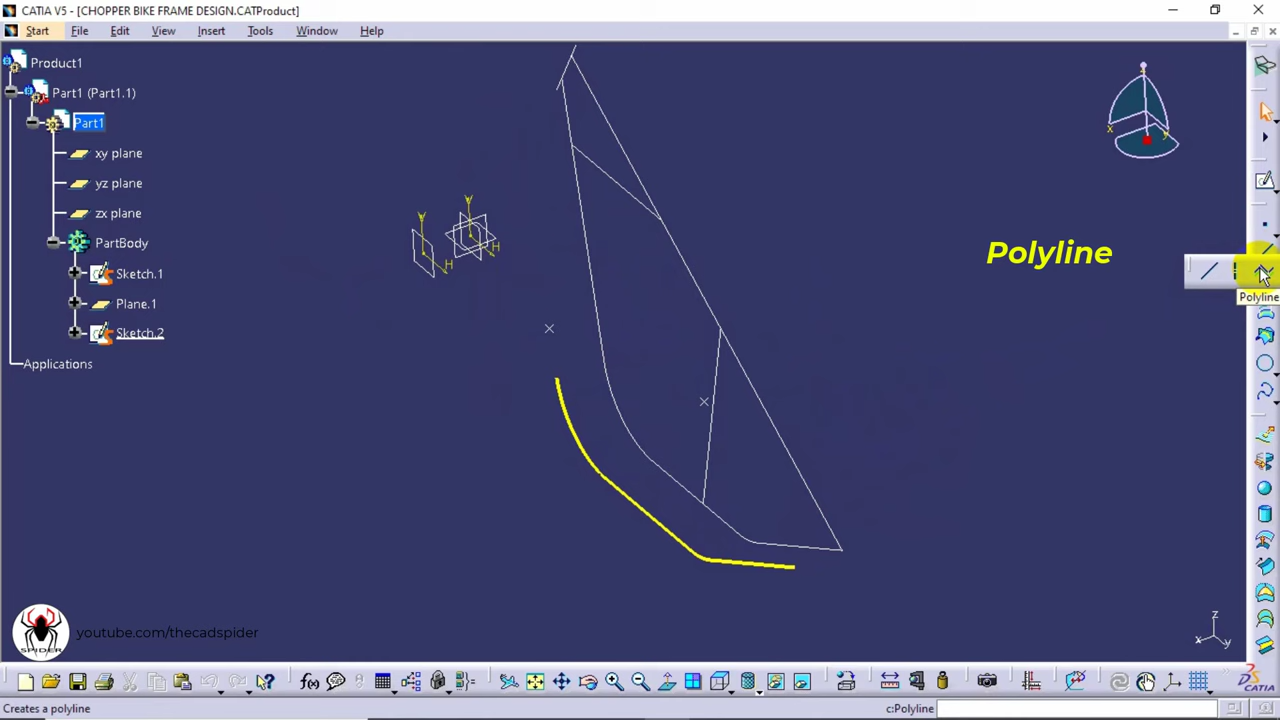 CATIA V5 - [CHOPPER BIKE FRAME DESIGN.CATProduct]
Start File Edit View Insert Tools Window Help
Product1
Part1 (Part1.1)
Part1
xy plane
yz plane
zx plane
PartBody
Sketch.1
Plane.1
Sketch.2
Applications
V
H
V
H
z
x
y
Polyline
Polyline
SPIDER
youtube.com/thecadspider
z
x
y
f(x)
CATIA
Creates a polyline
c:Polyline